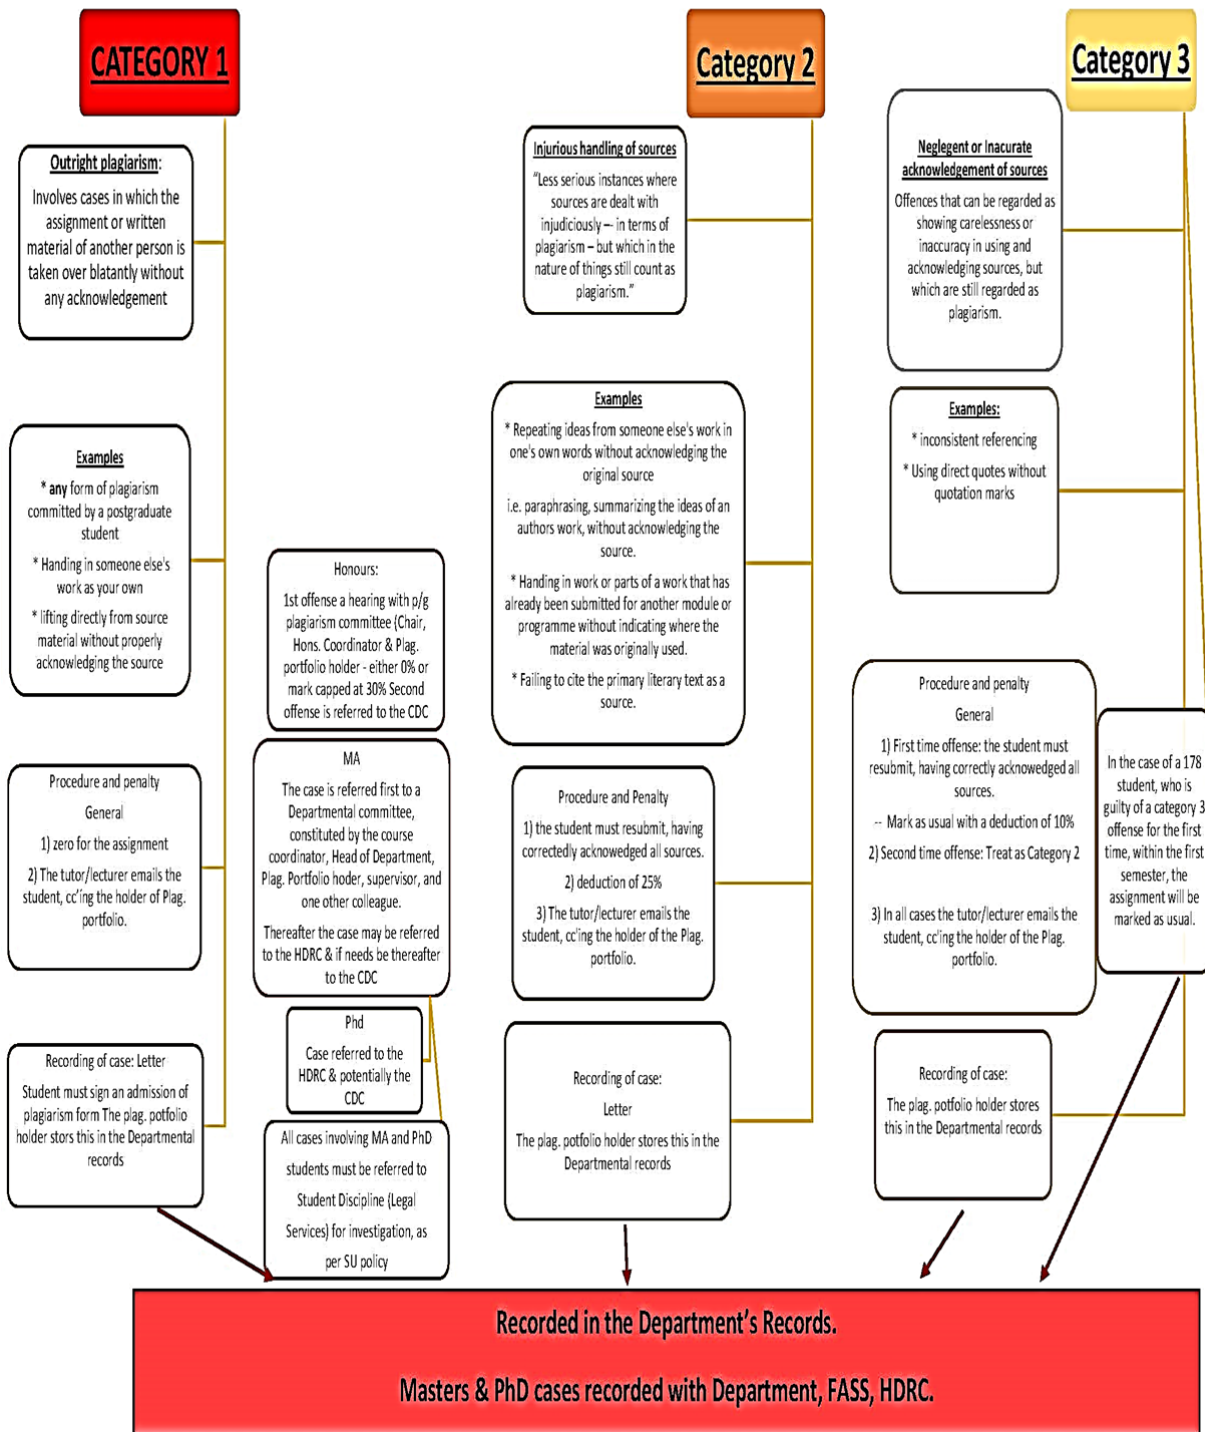 CATEGORY 1
Outright plagiarism:
Involves cases in which the
assignment or written
material of another person is
taken over blatantly without
any acknowledgement
Examples
* any form of plagiarism
committed by a postgraduate
student
* Handing in someone else's
work as your own
* lifting directly from source
material without properly
acknowledging the source
Procedure and penalty
General
1) zero for the assignment
2) The tutor/lecturer emails the
student, cc'ing the holder of Plag.
portfolio.
Recording of case: Letter
Student must sign an admission of
plagiarism form The plag. potfolio
holder stors this in the Departmental
records
Honours:
1st offense a hearing with p/g
plagiarism committee (Chair,
Hons. Coordinator & Plag.
portfolio holder - either 0% or
mark capped at 30% Second
offense is referred to the CDC
MA
The case is referred first to a
Departmental committee,
constituted by the course
coordinator, Head of Department,
Plag. Portfolio hoder, supervisor, and
one other colleague.
Thereafter the case may be referred
to the HDRC & if needs be thereafter
to the CDC
Phd
Case referred to the
HDRC & potentially the
CDC
All cases involving MA and PhD
students must be referred to
Student Discipline (Legal
Services) for investigation, as
per SU policy
Category 2
Injurious handling of sources
"Less serious instances where
sources are dealt with
injudiciously –- in terms of
plagiarism – but which in the
nature of things still count as
plagiarism."
Examples
* Repeating ideas from someone else's work in
one's own words without acknowledging the
original source
i.e. paraphrasing, summarizing the ideas of an
authors work, without acknowledging the
source.
* Handing in work or parts of a work that has
already been submitted for another module or
programme without indicating where the
material was originally used.
* Failing to cite the primary literary text as a
source.
Procedure and Penalty
1) the student must resubmit, having
correctedly acknowedged all sources.
2) deduction of 25%
3) The tutor/lecturer emails the
student, cc'ing the holder of the Plag.
portfolio.
Recording of case:
Letter
The plag. potfolio holder stores this in the
Departmental records
Category 3
Neglegent or Inacurate
acknowledgement of sources
Offences that can be regarded as
showing carelessness or
inaccuracy in using and
acknowledging sources, but
which are still regarded as
plagiarism.
Examples:
* inconsistent referencing
* Using direct quotes without
quotation marks
Procedure and penalty
General
1) First time offense: the student must
resubmit, having correctly acknowedged all
sources.
-- Mark as usual with a deduction of 10%
2) Second time offense: Treat as Category 2
3) In all cases the tutor/lecturer emails the
student, cc'ing the holder of the Plag.
portfolio.
In the case of a 178
student, who is
guilty of a category 3
offense for the first
time, within the first
semester, the
assignment will be
marked as usual.
Recording of case:
The plag. potfolio holder stores
this in the Departmental records
Recorded in the Department's Records.
Masters & PhD cases recorded with Department, FASS, HDRC.